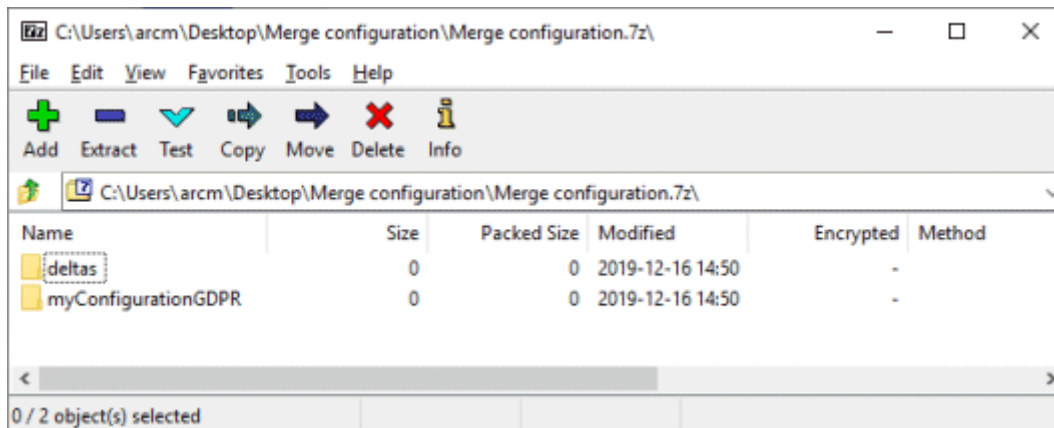 C:\Users\arcm\Desktop\Merge configuration\Merge configuration.7z\
File Edit View Favorites Tools Help
Add Extract Test Copy Move Delete Info
C:\Users\arcm\Desktop\Merge configuration\Merge configuration.7z\
Name Size Packed Size Modified Encrypted Method
deltas 0 0 2019-12-16 14:50 -
myConfigurationGDPR 0 0 2019-12-16 14:50 -
0 / 2 object(s) selected